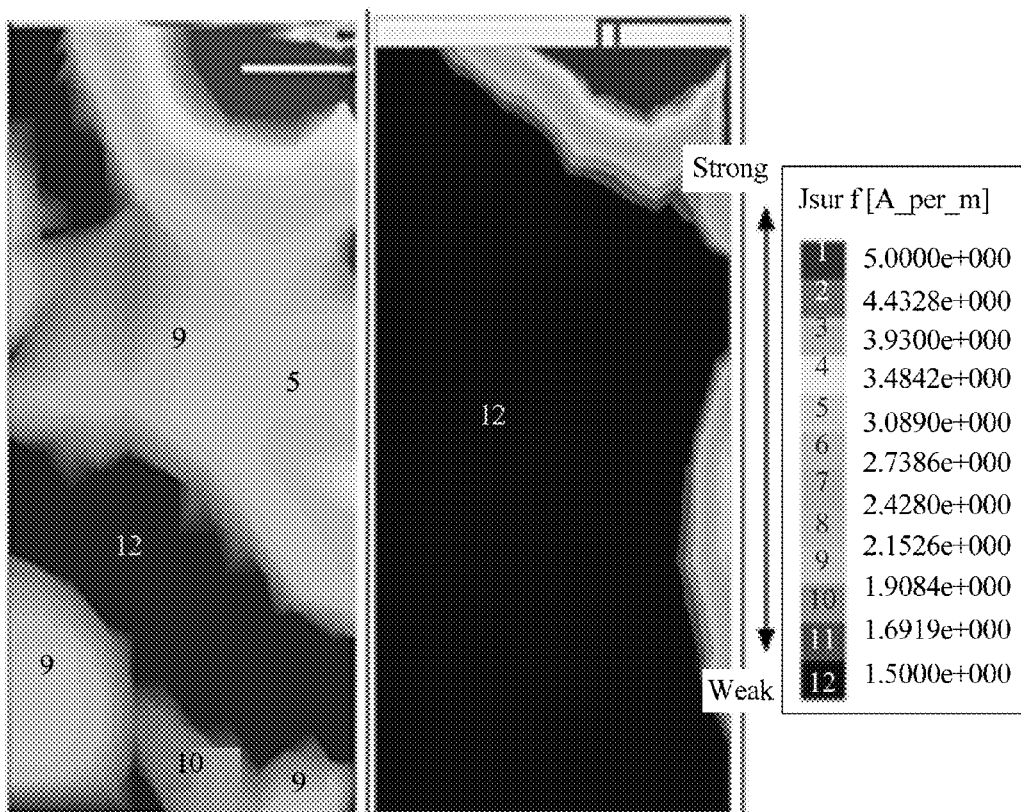 Strong
Jsur f [A_per_m]
1 5.0000e+000
2 4.4328e+000
3 3.9300e+000
4 3.4842e+000
5 3.0890e+000
6 2.7386e+000
7 2.4280e+000
8 2.1526e+000
9 1.9084e+000
10 1.6919e+000
11 1.5000e+000
12
Weak
9
5
12
12
9
10
9